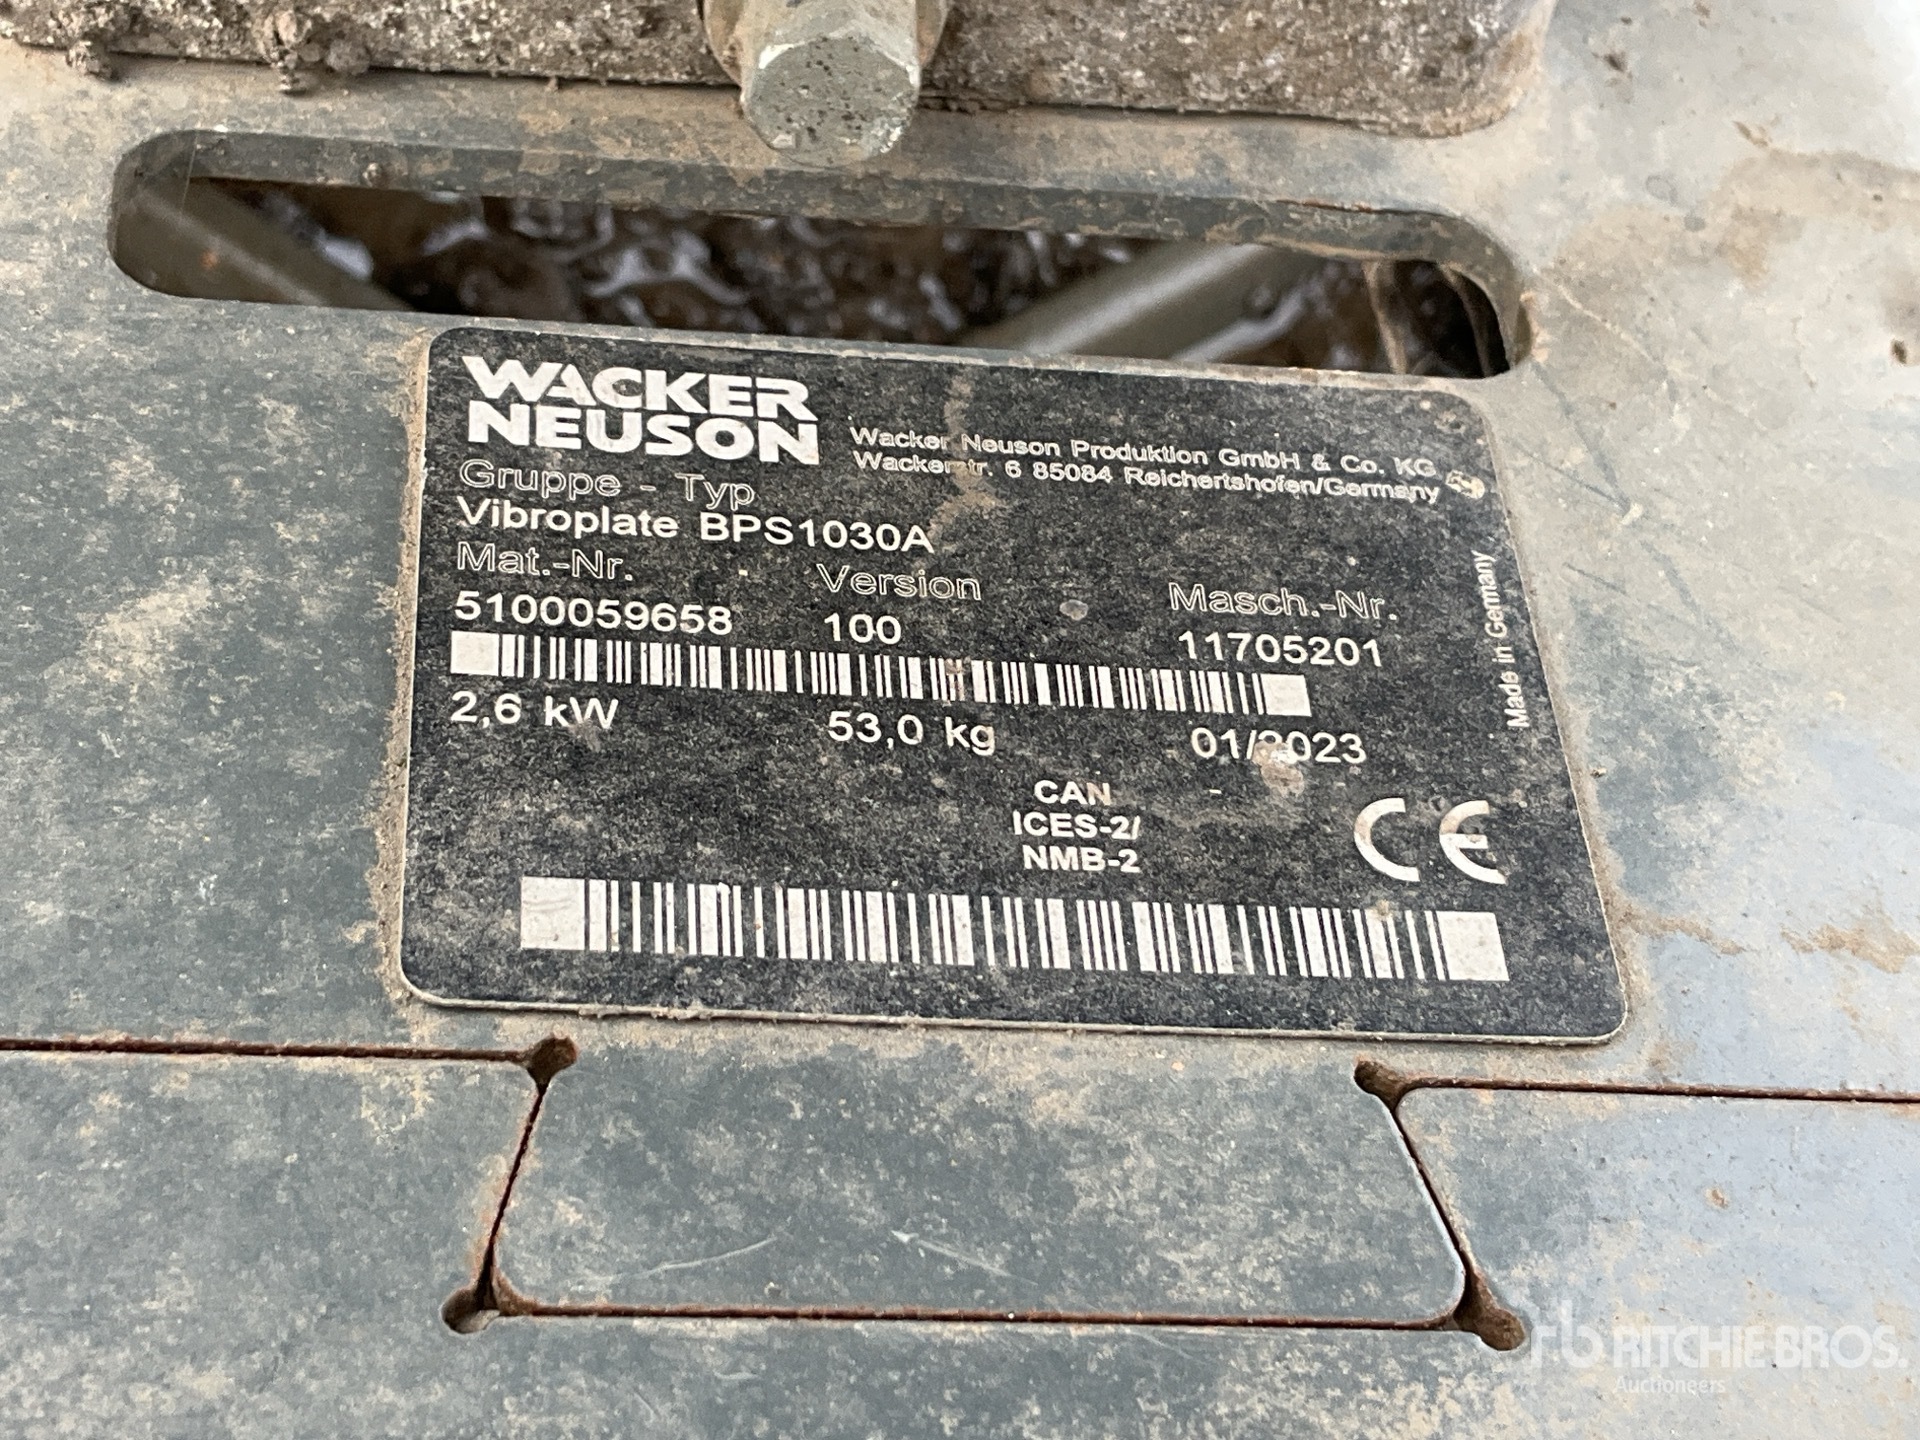 WACKER
NEUSON
Wacker Neuson Produktion GmbH & Co. KG
Wackerstr. 6 85084 Reichertshofen/Germany
Gruppe - Typ
Vibroplate BPS1030A
Mat.-Nr. Version Masch.-Nr.
5100059658 100 11705201
2,6 kW 53,0 kg 01/2023
Made in Germany
CAN
ICES-2/
NMB-2
CE
rb RITCHIE BROS.
Auctioneers